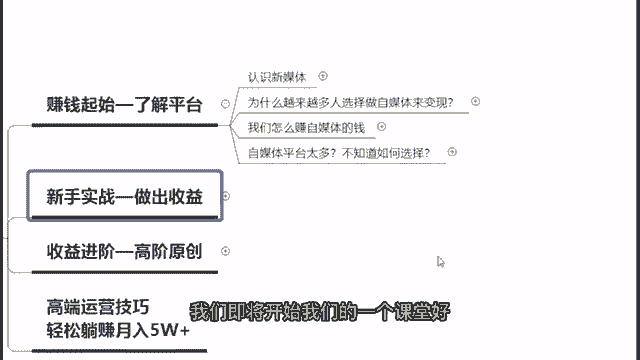 赚钱起始—了解平台
认识新媒体
为什么越来越多人选择做自媒体来变现?
我们怎么赚自媒体的钱
自媒体平台太多?不知道如何选择?
新手实战—做出收益
收益进阶—高阶原创
高端运营技巧
轻松躺赚月入5W+
我们即将开始我们的一个课堂好